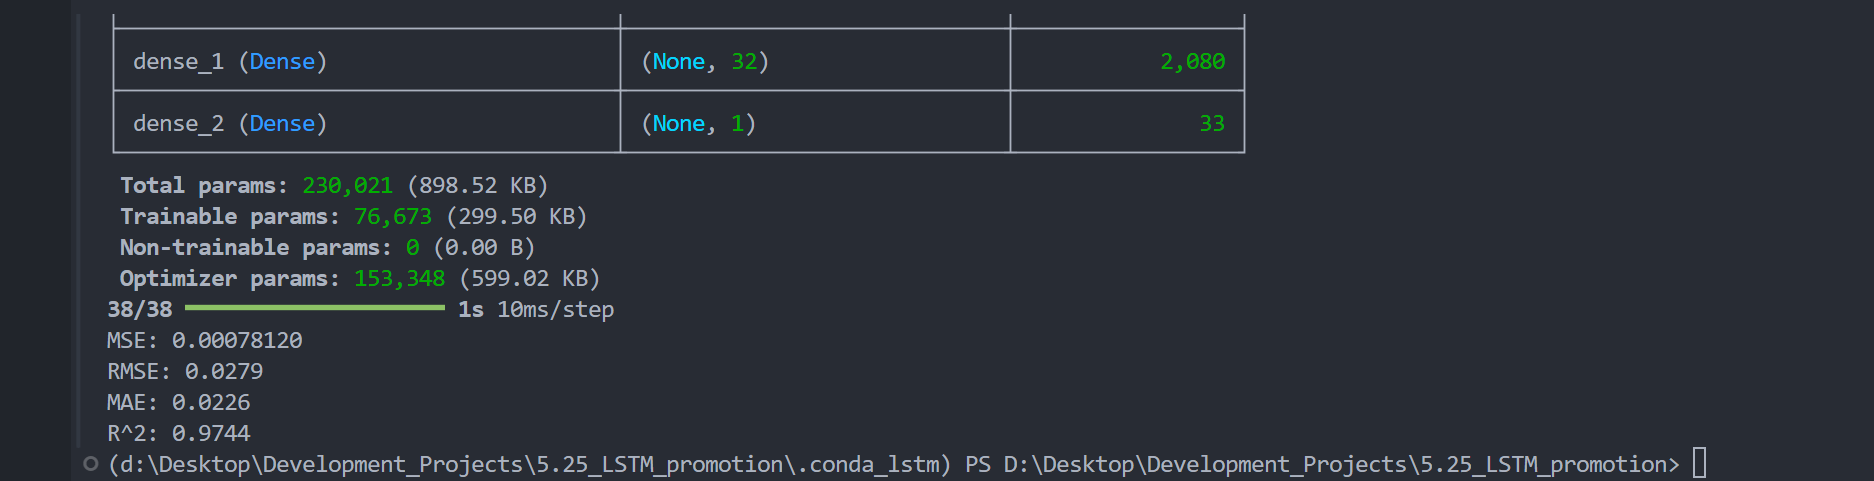 dense_1 (Dense) (None, 32) 2,080
dense_2 (Dense) (None, 1) 33
Total params: 230,021 (898.52 KB)
Trainable params: 76,673 (299.50 KB)
Non-trainable params: 0 (0.00 B)
Optimizer params: 153,348 (599.02 KB)
38/38 1s 10ms/step
MSE: 0.00078120
RMSE: 0.0279
MAE: 0.0226
R^2: 0.9744
(d:\Desktop\Development_Projects\5.25_LSTM_promotion\.conda_lstm) PS D:\Desktop\Development_Projects\5.25_LSTM_promotion>